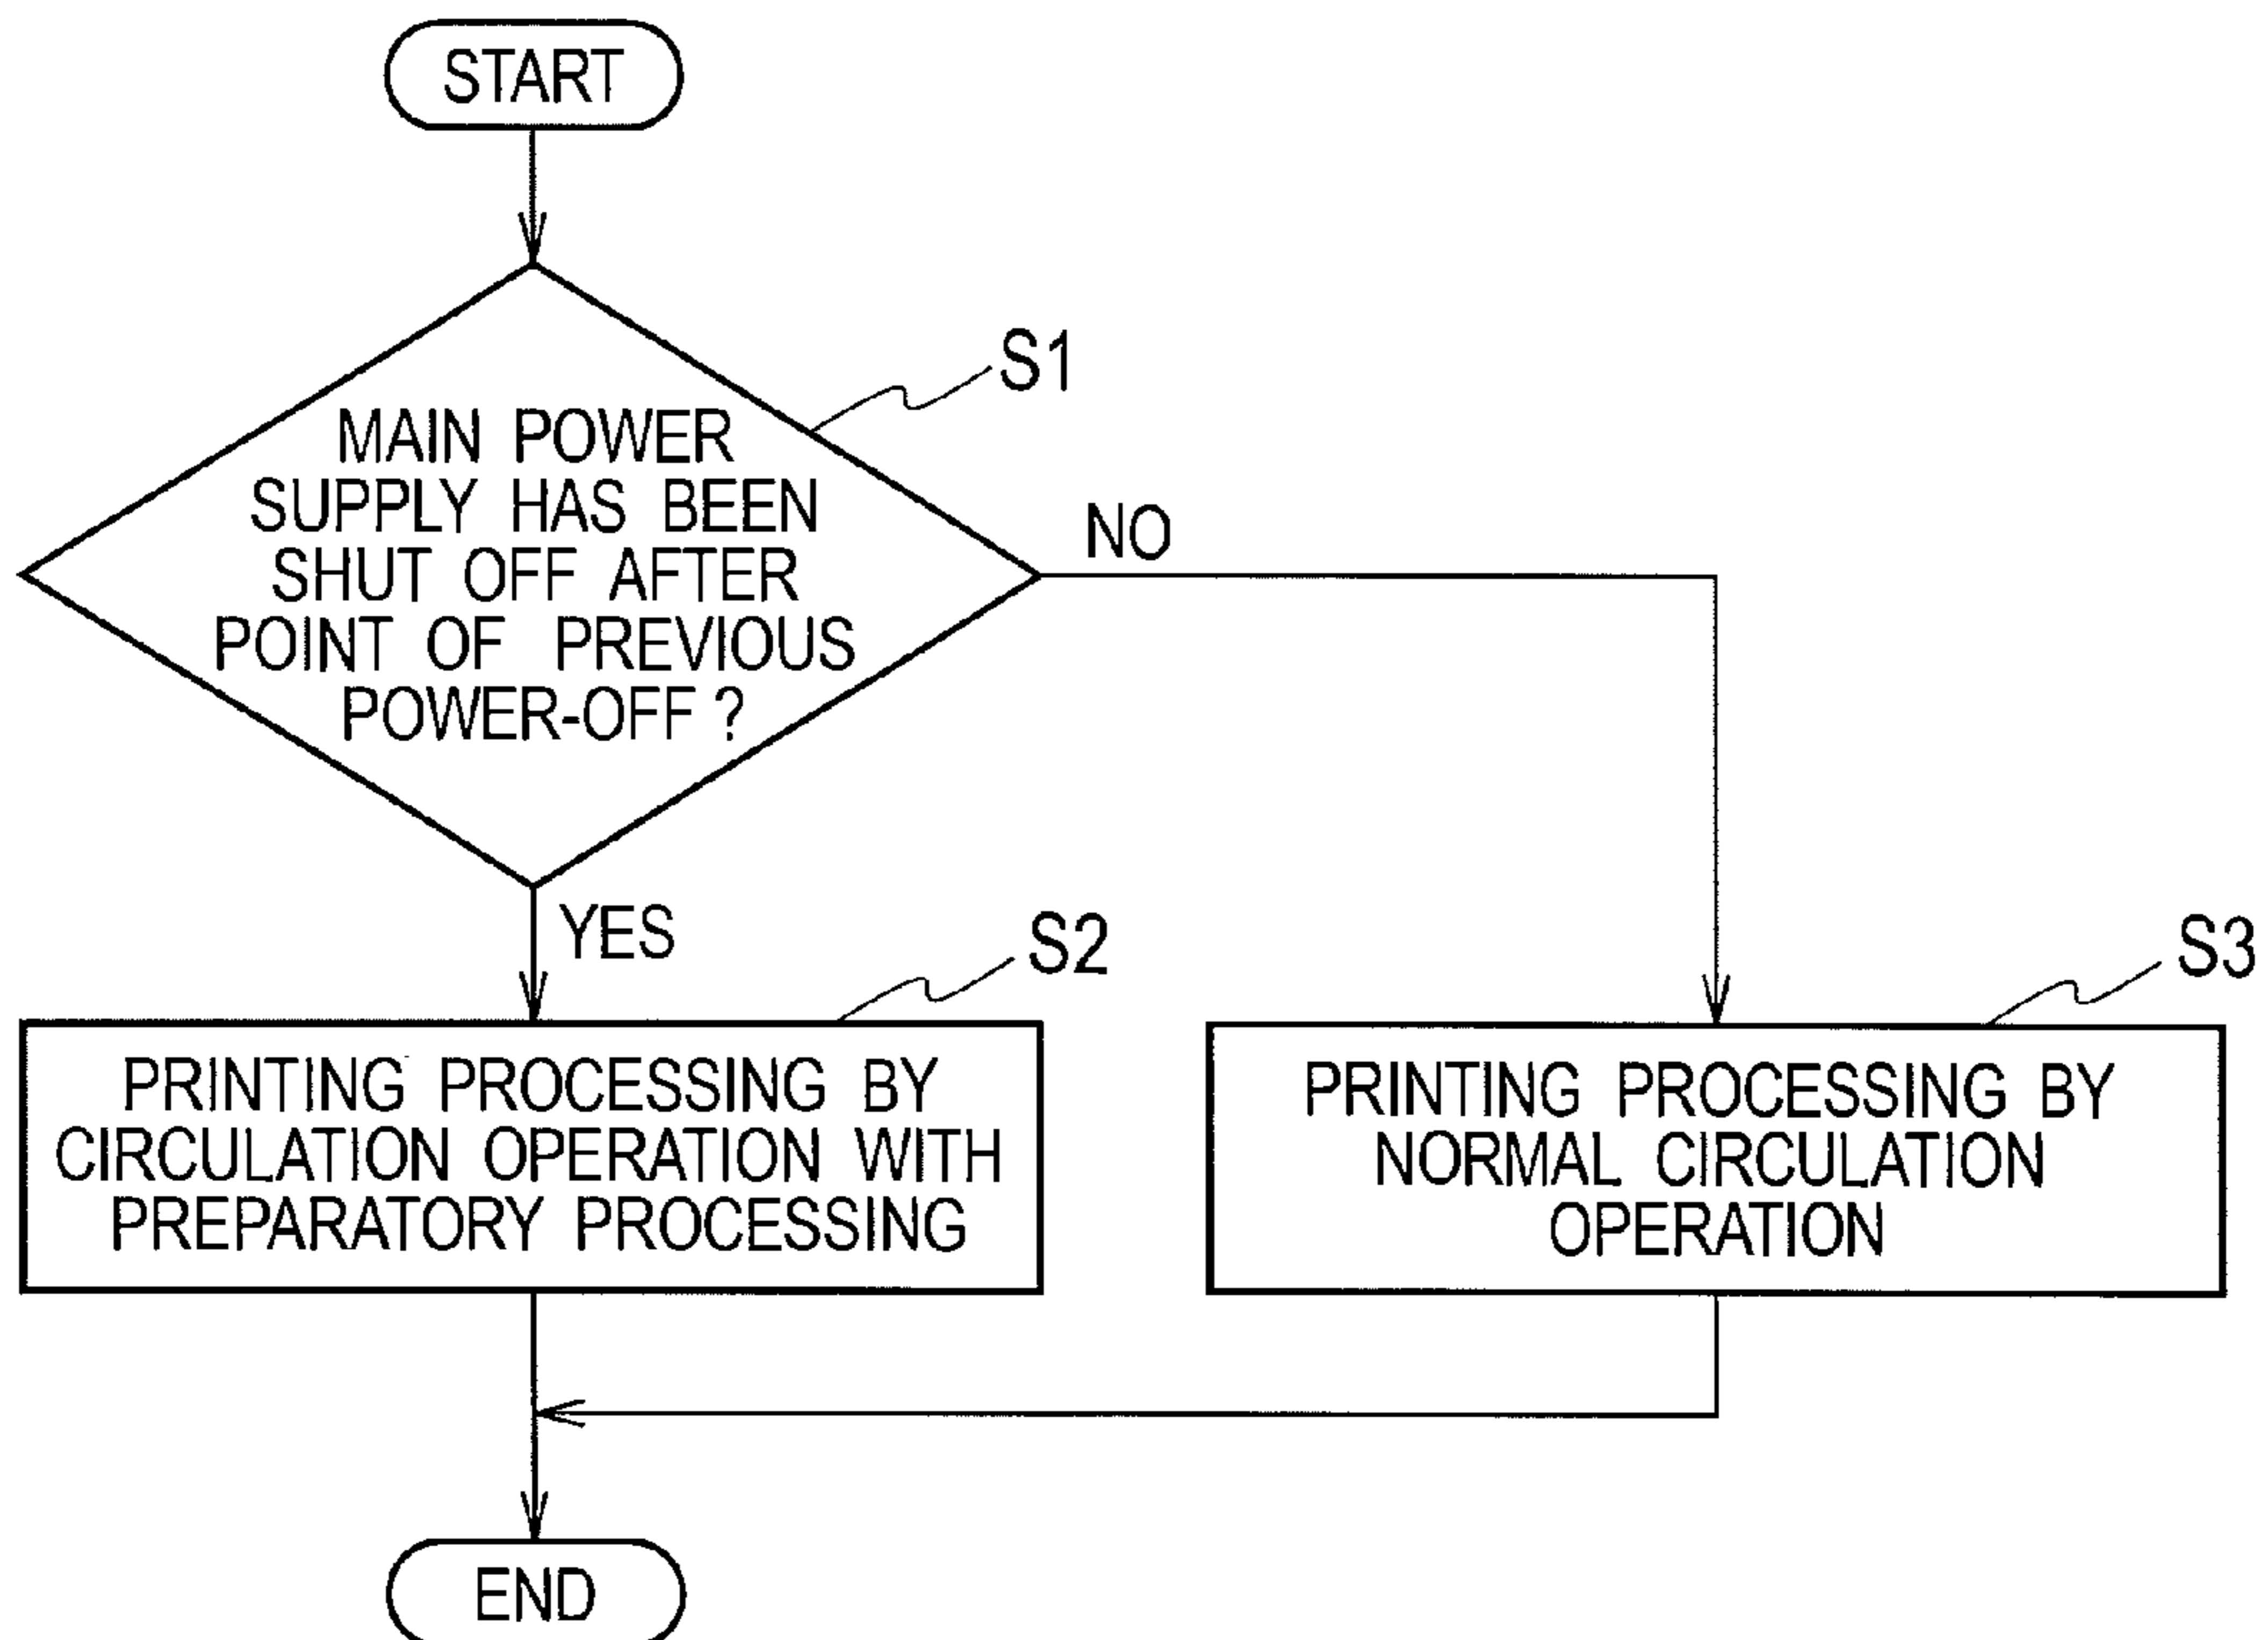 START
S1
MAIN POWER
SUPPLY HAS BEEN
SHUT OFF AFTER
POINT OF PREVIOUS
POWER-OFF ?
NO
YES
S2
PRINTING PROCESSING BY
CIRCULATION OPERATION WITH
PREPARATORY PROCESSING
S3
PRINTING PROCESSING BY
NORMAL CIRCULATION
OPERATION
END